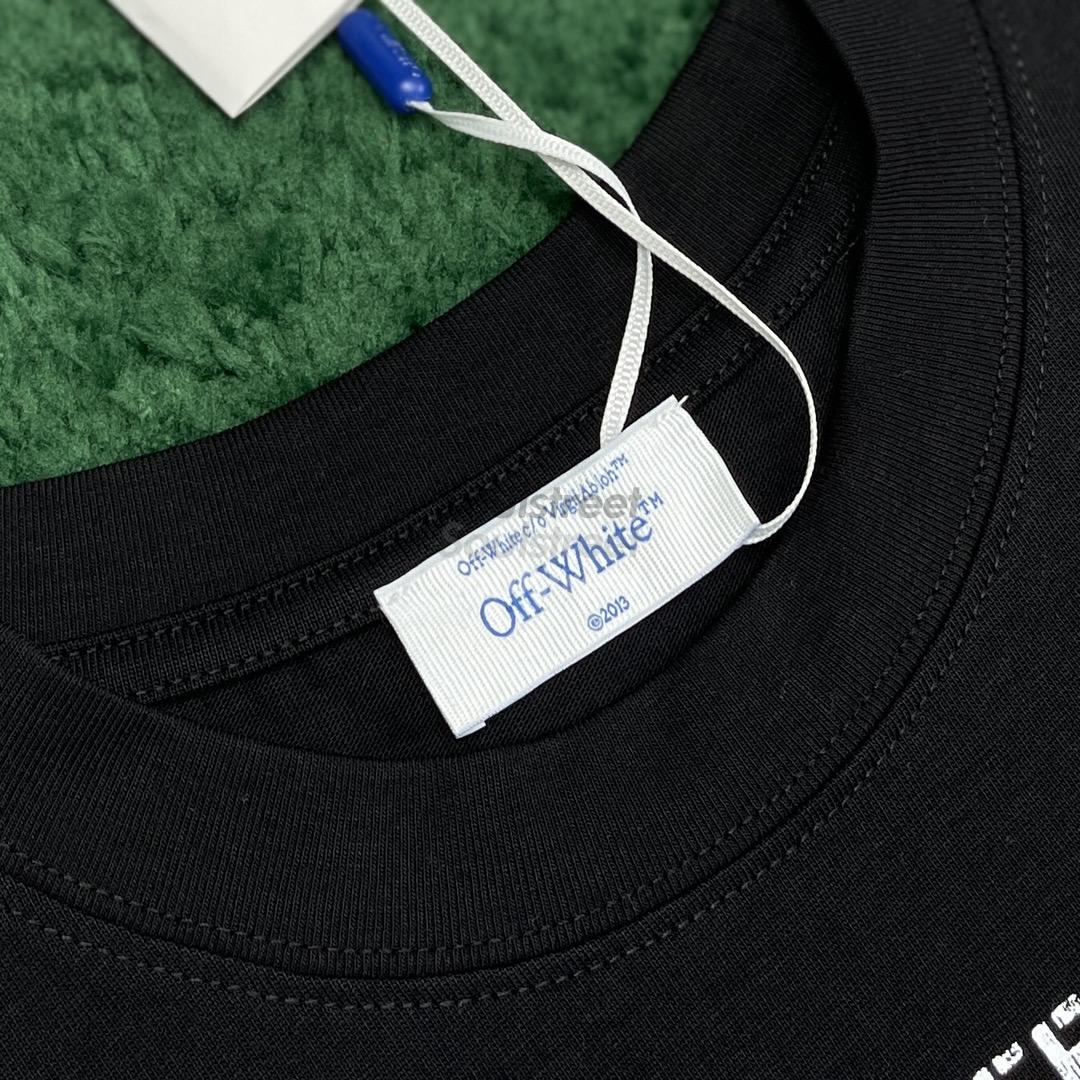 Off-White c/o Virgil Abloh™
Off-White™
©2013